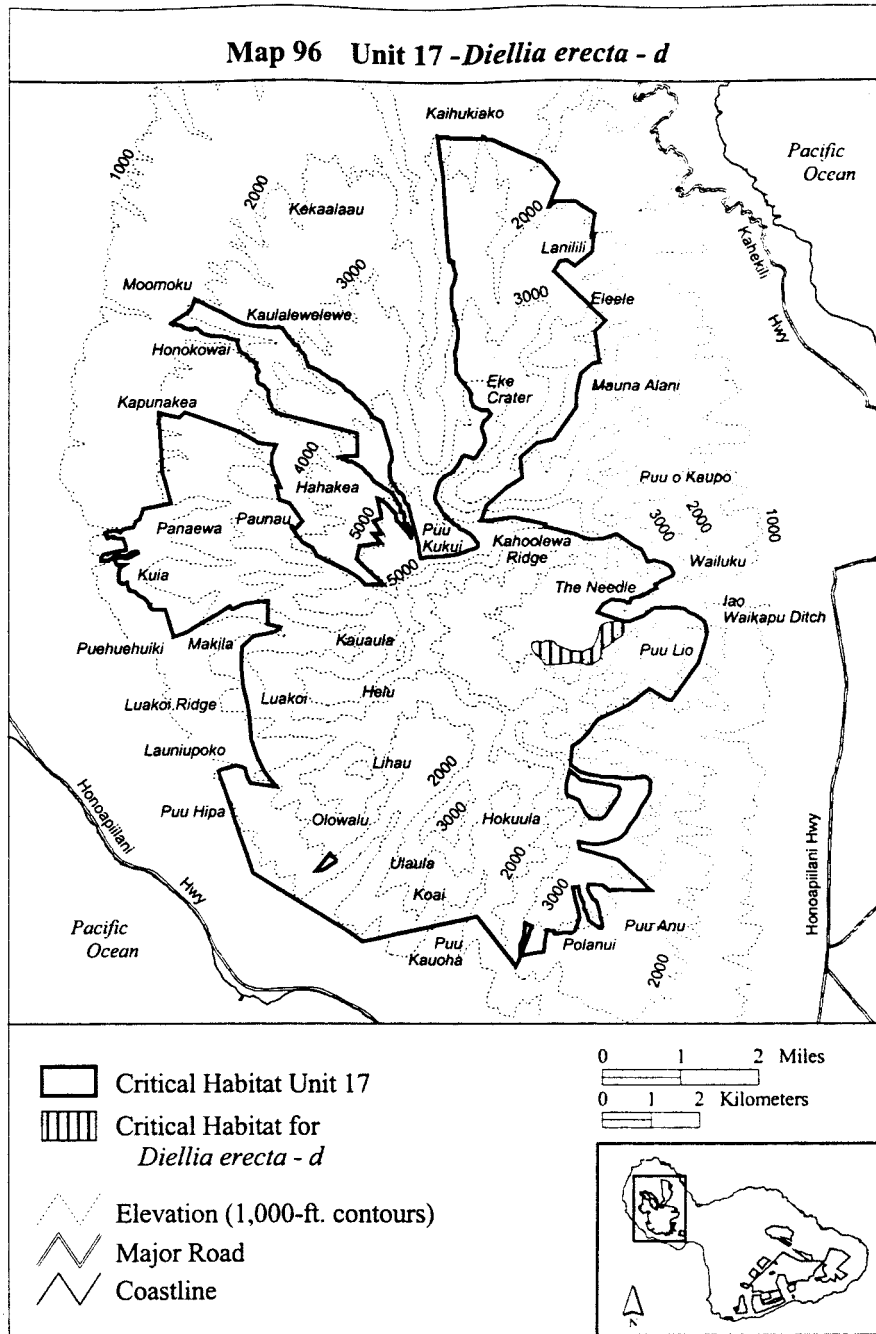 Map 96 Unit 17 - Diellia erecta - d
Kaihukiako
Pacific
Ocean
1000
2000
Kekaalaau
2000
Lanilili
Kahekili
Hwy
3000
3000
Eleele
Moomoku
Kaulalewelewe
Honokowai
Eke
Crater
Mauna Alani
Kapunakea
4000
Hahakea
Puu o Kaupo
3000
2000
1000
Panaewa
Paunau
5000
Puu
Kukui
Kahoolewa
Ridge
Wailuku
Kuia
5000
The Needle
Iao
Waikapu Ditch
Puehuehuiki
Makila
Kauaula
Puu Lio
Luakoi Ridge
Luakoi
Helu
Launiupoko
Lihau
2000
Honoapiilani
Hwy
Puu Hipa
Olowalu
3000
Hokuula
Ulaula
2000
Koai
3000
Honoapiilani Hwy
Pacific
Ocean
Puu
Kauoha
Polanui
Puu Anu
2000
Critical Habitat Unit 17
Critical Habitat for
Diellia erecta - d
Elevation (1,000-ft. contours)
Major Road
Coastline
0 1 2 Miles
0 1 2 Kilometers
N